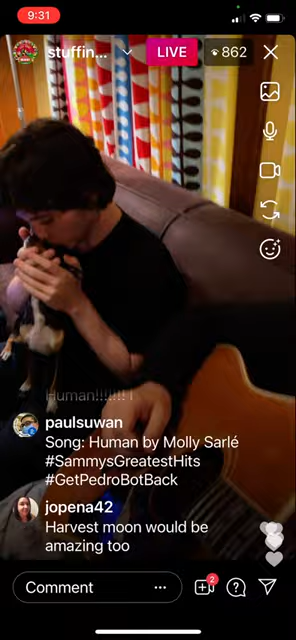 9:31
stuffin...
LIVE
862
Human!!!!!!!
paulsuwan
Song: Human by Molly Sarlé
#SammysGreatestHits
#GetPedroBotBack
jopena42
Harvest moon would be
amazing too
Comment
2